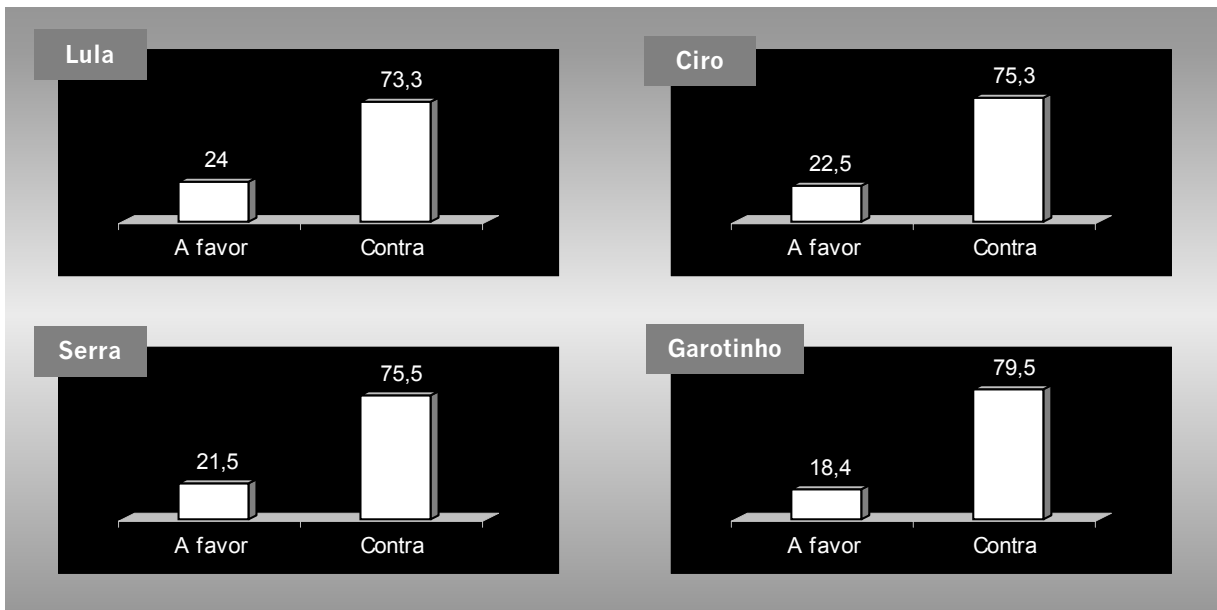 Lula
73,3
24
A favor
Contra
Ciro
75,3
22,5
A favor
Contra
Serra
75,5
21,5
A favor
Contra
Garotinho
79,5
18,4
A favor
Contra